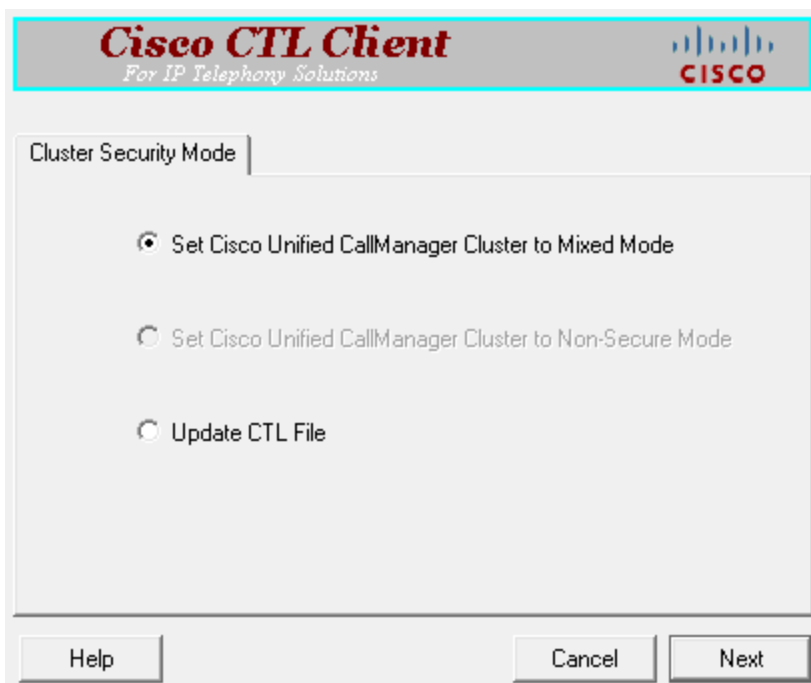 Cisco CTL Client
For IP Telephony Solutions
CISCO
Cluster Security Mode
Set Cisco Unified CallManager Cluster to Mixed Mode
Set Cisco Unified CallManager Cluster to Non-Secure Mode
Update CTL File
Help
Cancel
Next